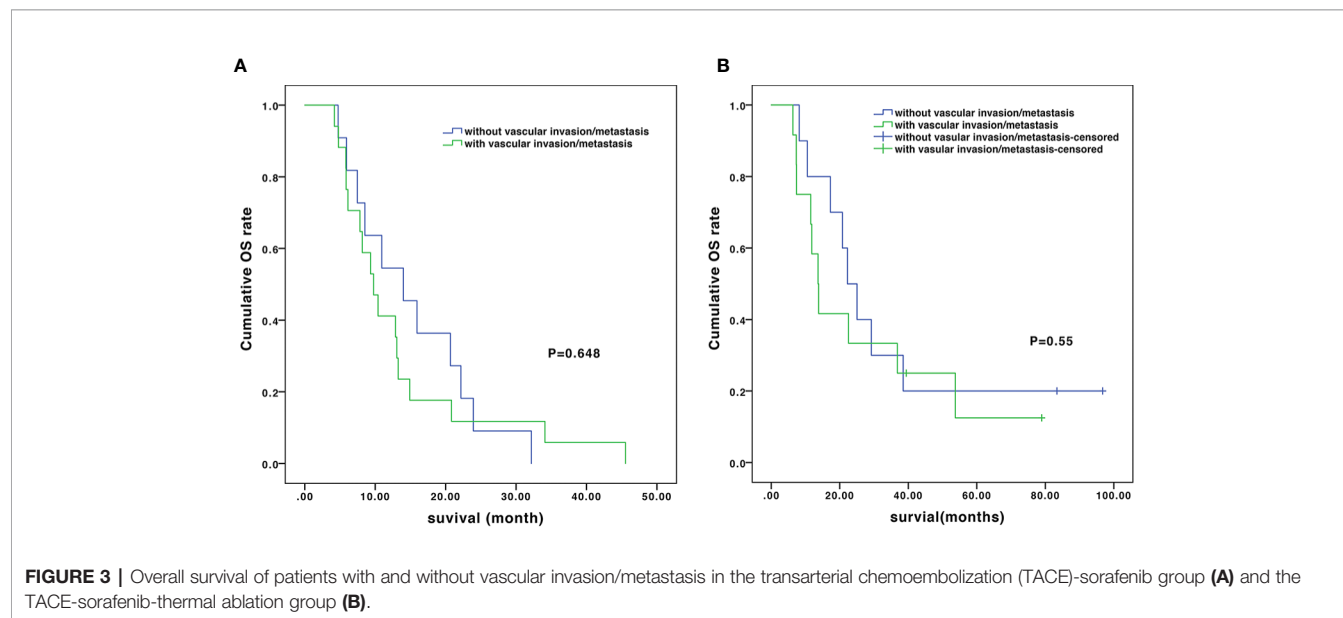 A
1.0
0.8
0.6
0.4
0.2
0.0
Cumulative OS rate
without vascular invasion/metastasis
with vascular invasion/metastasis
P=0.648
.00 10.00 20.00 30.00 40.00 50.00
suvival (month)
B
1.0
0.8
0.6
0.4
0.2
0.0
Cumulative OS rate
without vascular invasion/metastasis
with vascular invasion/metastasis
without vasular invasion/metastasis-censored
with vasular invasion/metastasis-censored
P=0.55
.00 20.00 40.00 60.00 80.00 100.00
survial(months)
FIGURE 3 | Overall survival of patients with and without vascular invasion/metastasis in the transarterial chemoembolization (TACE)-sorafenib group (A) and the
TACE-sorafenib-thermal ablation group (B).